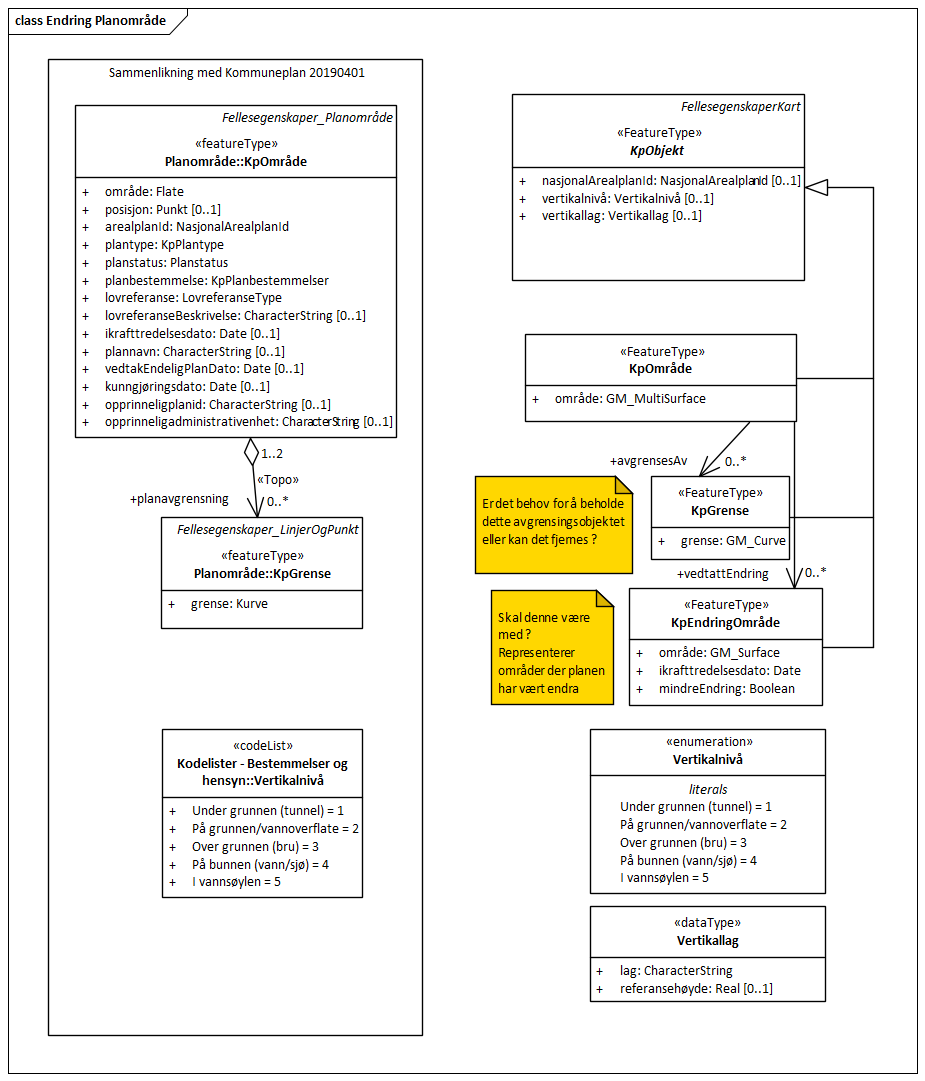 class Endring Planområde
Sammenlikning med Kommuneplan 20190401
Fellesegenskaper_Planområde
«featureType»
Planområde::KpOmråde
+ område: Flate
+ posisjon: Punkt [0..1]
+ arealplanId: NasjonalArealplanId
+ plantype: KpPlantype
+ planstatus: Planstatus
+ planbestemmelse: KpPlanbestemmelser
+ lovreferanse: LovreferanseType
+ lovreferanseBeskrivelse: CharacterString [0..1]
+ ikrafttredelsesdato: Date [0..1]
+ plannavn: CharacterString [0..1]
+ vedtakEndeligPlanDato: Date [0..1]
+ kunngjøringsdato: Date [0..1]
+ opprinneligplanid: CharacterString [0..1]
+ opprinneligadministrativenhet: CharacterString [0..1]
1..2
«Topo»
+planavgrensning
0..*
Fellesegenskaper_LinjerOgPunkt
«featureType»
Planområde::KpGrense
+ grense: Kurve
«codeList»
Kodelister - Bestemmelser og
hensyn::Vertikalnivå
+ Under grunnen (tunnel) = 1
+ På grunnen/vannoverflate = 2
+ Over grunnen (bru) = 3
+ På bunnen (vann/sjø) = 4
+ I vannsøylen = 5
FellesegenskaperKart
«FeatureType»
KpObjekt
+ nasjonalArealplanId: NasjonalArealplanId [0..1]
+ vertikalnivå: Vertikalnivå [0..1]
+ vertikallag: Vertikallag [0..1]
«FeatureType»
KpOmråde
+ område: GM_MultiSurface
+avgrensesAv
0..*
Er det behov for å beholde
dette avgrensingsobjektet
eller kan det fjernes ?
«FeatureType»
KpGrense
+ grense: GM_Curve
+vedtattEndring
0..*
Skal denne være
med ?
Representerer
områder der planen
har vært endra
«FeatureType»
KpEndringOmråde
+ område: GM_Surface
+ ikrafttredelsesdato: Date
+ mindreEndring: Boolean
«enumeration»
Vertikalnivå
literals
Under grunnen (tunnel) = 1
På grunnen/vannoverflate = 2
Over grunnen (bru) = 3
På bunnen (vann/sjø) = 4
I vannsøylen = 5
«dataType»
Vertikallag
+ lag: CharacterString
+ referansehøyde: Real [0..1]